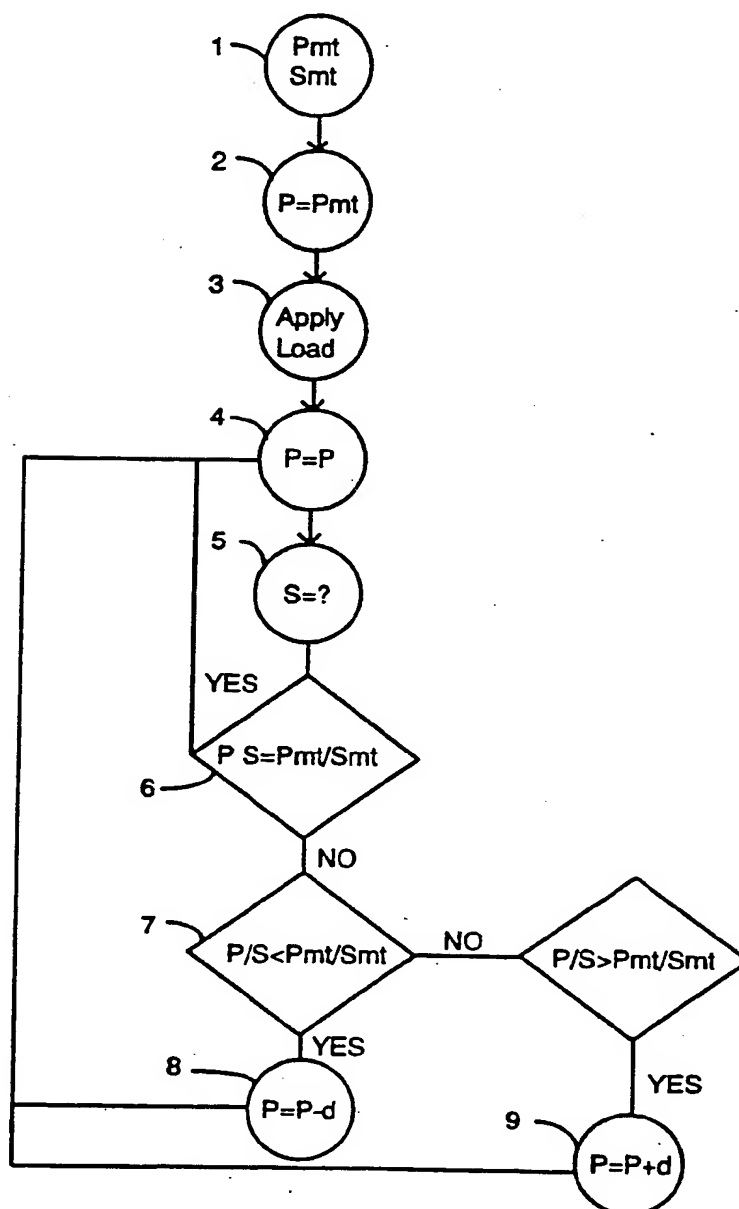 1
Pmt
Smt
2
P=Pmt
3
Apply
Load
4
P=P
5
S=?
YES
P S=Pmt/Smt
6
NO
7
P/S<Pmt/Smt
NO
P/S>Pmt/Smt
YES
8
P=P-d
YES
9
P=P+d